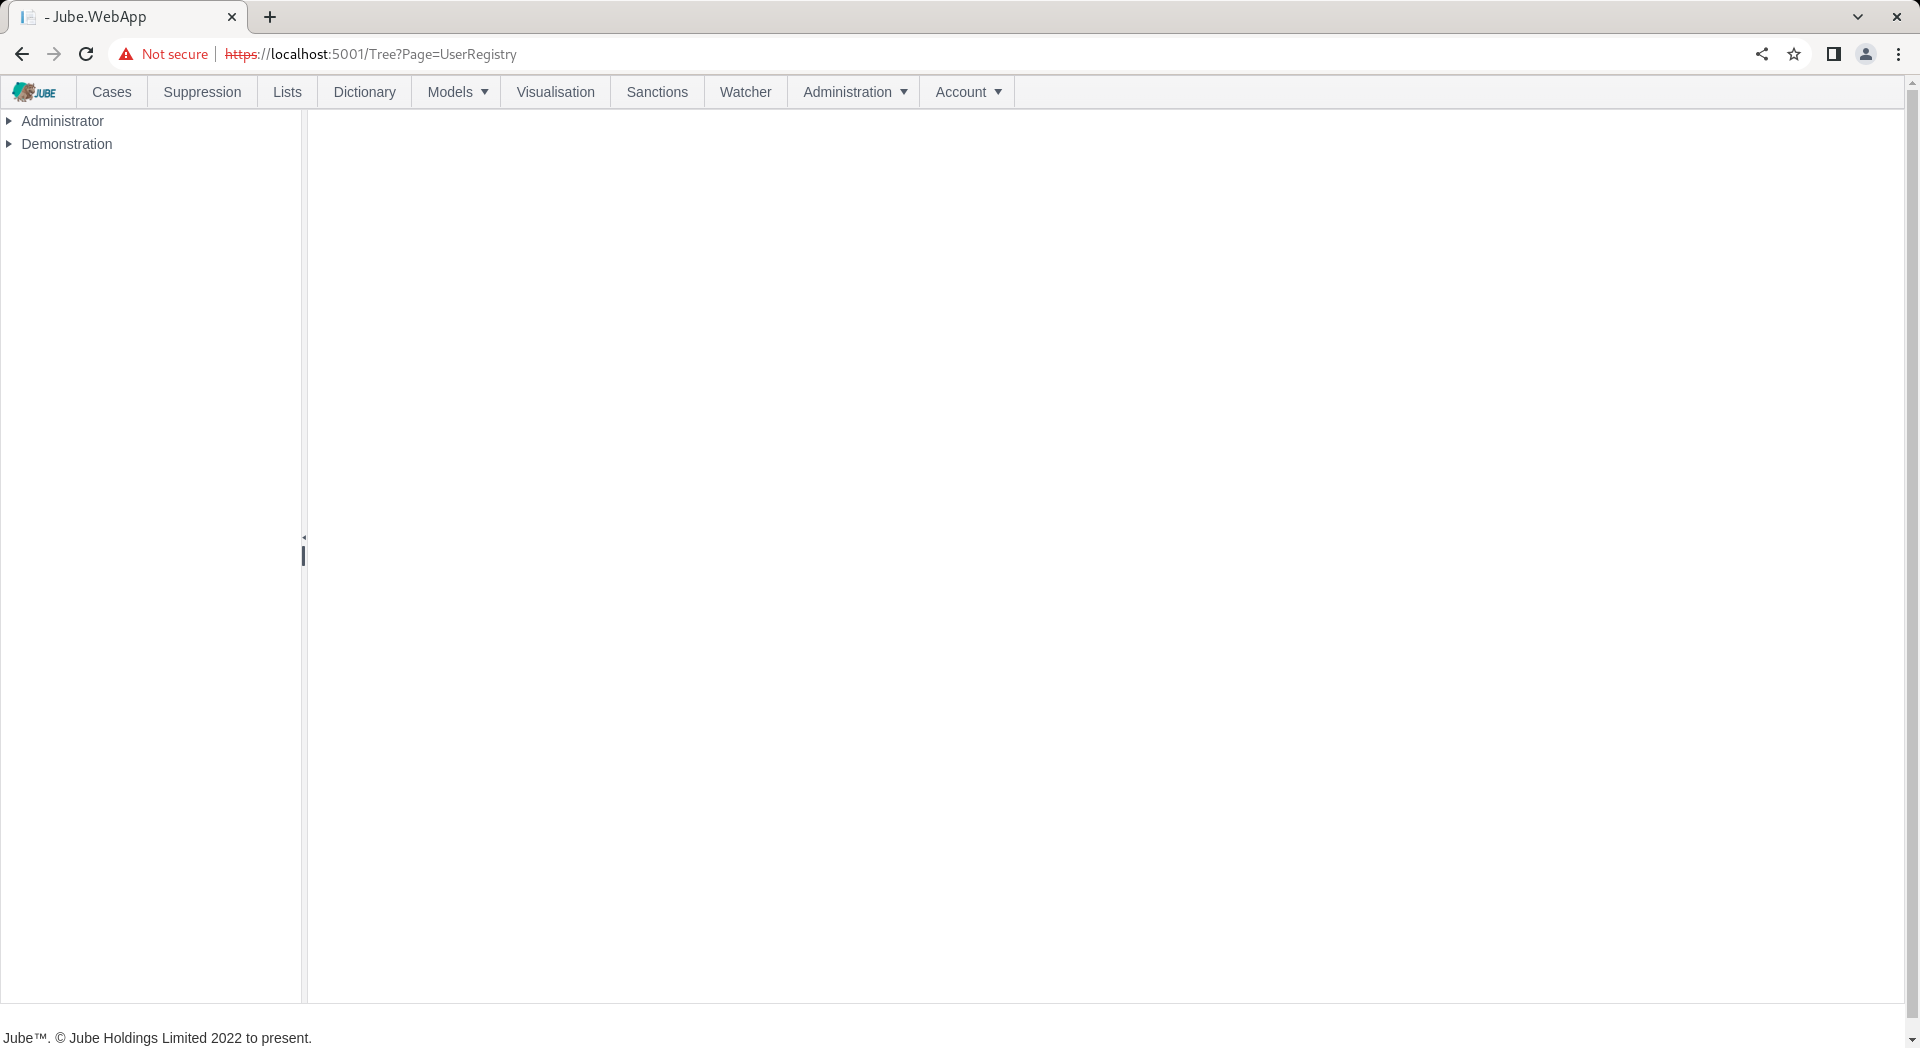 - Jube.WebApp
Not secure https://localhost:5001/Tree?Page=UserRegistry
JUBE Cases Suppression Lists Dictionary Models Visualisation Sanctions Watcher Administration Account
Administrator
Demonstration
Jube™. © Jube Holdings Limited 2022 to present.